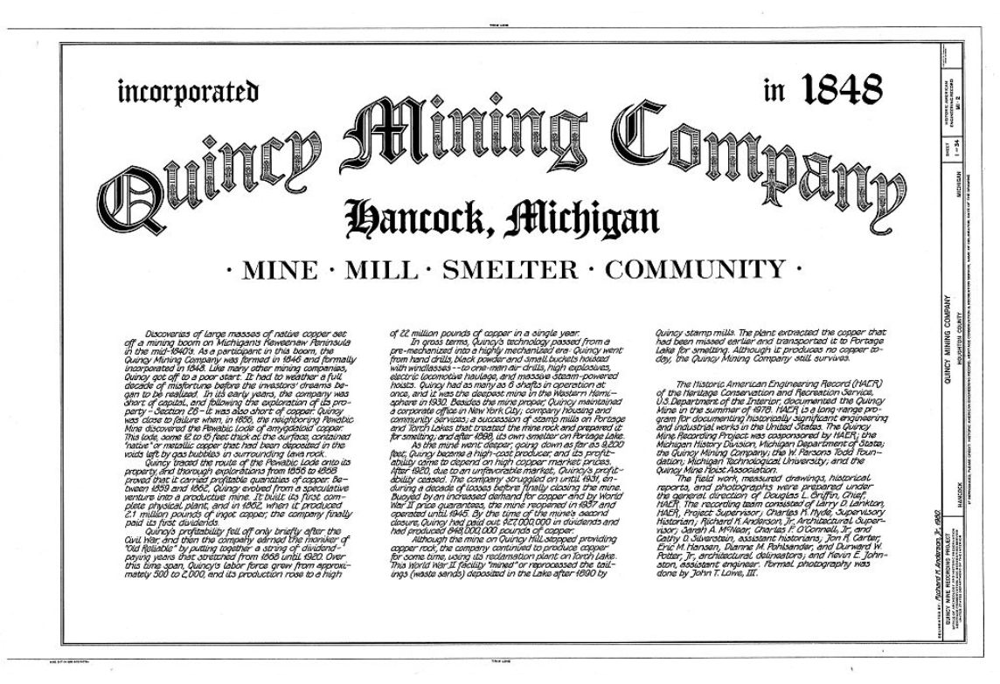 incorporated
in 1848
Quincy Mining Company
Hancock, Michigan
· MINE · MILL · SMELTER · COMMUNITY ·
Discoveries of large masses of native copper set
off a mining boom on Michigan's Keweenaw Peninsula
in the mid-1840's. As a participant in this boom, the
Quincy Mining Company was formed in 1846 and formally
incorporated in 1848. Like many other mining companies,
Quincy got off to a poor start. It had to weather a full
decade of misfortune before the investors' dreams be-
gan to be realized. In its early years, the company was
short of capital, and following the exploration of its pro-
perty - Section 26 - it was also short of copper. Quincy
was close to failure when, in 1856, the neighboring Pewabic
Mine discovered the Pewabic Lode of amygdaloid copper.
This lode, some 12 to 16 feet thick at the surface, contained
"native" or metallic copper that had been deposited in the
voids left by gas bubbles in surrounding lava rock.
Quincy traced the route of the Pewabic Lode onto its
property, and thorough explorations from 1856 to 1858
proved that it carried profitable quantities of copper. Be-
tween 1859 and 1862, Quincy evolved from a speculative
venture into a productive mine. It built its first com-
plete physical plant, and in 1862, when it produced
2.1 million pounds of ingot copper, the company finally
paid its first dividends.
Quincy's profitability fell off only briefly after the
Civil War, and then the company earned the moniker of
"Old Reliable" by putting together a string of dividend-
paying years that stretched from 1868 until 1920. Over
this time span, Quincy's labor force grew from approxi-
mately 500 to 2,000, and its production rose to a high
of 22 million pounds of copper in a single year.
In gross terms, Quincy's technology passed from a
pre-mechanized into a highly mechanized era. Quincy went
from hand drills, black powder and small buckets hoisted
with windlasses -- to one-man air drills, high explosives,
electric locomotive haulage, and massive steam-powered
hoists. Quincy had as many as 6 shafts in operation at
once, and it was the deepest mine in the Western Hemi-
sphere in 1930. Besides the mine proper, Quincy maintained
a corporate office in New York City; company housing and
community services; a succession of stamp mills on Portage
and Torch Lakes that treated the mine rock and prepared it
for smelting; and after 1898, its own smelter on Portage Lake.
As the mine went deeper, going down as far as 9,200
feet, Quincy became a high-cost producer, and its profit-
ability came to depend on high copper market prices.
After 1920, due to an unfavorable market, Quincy's profit-
ability ceased. The company struggled on until 1931, en-
during a decade of losses before finally closing the mine.
Buoyed by an increased demand for copper and by World
War II price guarantees, the mine reopened in 1937 and
operated until 1945. By the time of the mine's second
closure, Quincy had paid out $27,000,000 in dividends and
had produced 848,000,000 pounds of copper.
Although the mine on Quincy Hill stopped providing
copper rock, the company continued to produce copper
for some time, using its reclamation plant on Torch Lake.
This World War II facility "mined" or reprocessed the tail-
ings (waste sands) deposited in the Lake after 1890 by
Quincy stamp mills. The plant extracted the copper that
had been missed earlier and transported it to Portage
Lake for smelting. Although it produces no copper to-
day, the Quincy Mining Company still survives.
The Historic American Engineering Record (HAER)
of the Heritage Conservation and Recreation Service,
U.S. Department of the Interior, documented the Quincy
Mine in the summer of 1978. HAER is a long-range pro-
gram for documenting historically significant engineering
and industrial works in the United States. The Quincy
Mine Recording Project was cosponsored by HAER; the
Michigan History Division, Michigan Department of State;
the Quincy Mining Company; the W. Parsons Todd Foun-
dation; Michigan Technological University; and the
Quincy Mine Hoist Association.
The field work, measured drawings, historical
reports, and photographs were prepared under
the general direction of Douglas L. Griffin, Chief,
HAER. The recording team consisted of Larry D. Lankton,
HAER, Project Supervisor; Charles K. Hyde, Supervisory
Historian; Richard K. Anderson, Jr., Architectural Super-
visor; Sarah A. McNear, Charles F. O'Connell, Jr., and
Cathy D. Silverstein, assistant historians; Jon R. Carter,
Eric M. Hansen, Dianne M. Pohlsander, and Durward W.
Potter, Jr., architectural delineators; and Kevin E. John-
ston, assistant engineer. Formal photography was
done by John T. Lowe, III.
HISTORIC AMERICAN
ENGINEERING RECORD
MI-2
SHEET
1 OF 34
MICHIGAN
HOUGHTON COUNTY
HANCOCK
QUINCY MINING COMPANY
DELINEATED BY: Richard K. Anderson, Jr., 1982
QUINCY MINE RECORDING PROJECT
TRIM LINE
TRIM LINE